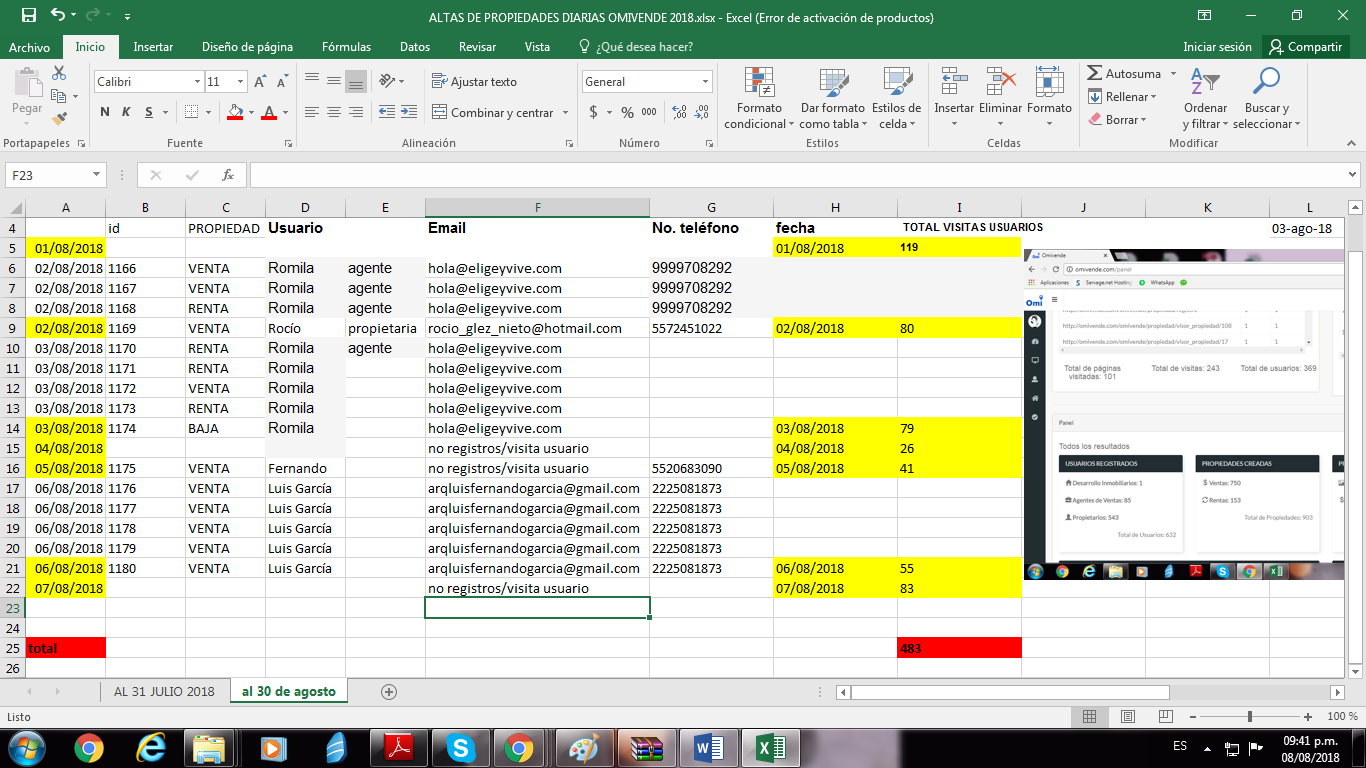 ALTAS DE PROPIEDADES DIARIAS OMIVENDE 2018.xlsx - Excel (Error de activación de productos)
Archivo Inicio Insertar Diseño de página Fórmulas Datos Revisar Vista ¿Qué desea hacer? Iniciar sesión Compartir
Pegar
Calibri 11
N K S
Ajustar texto
Combinar y centrar
General
$ % 000
Formato condicional
Dar formato como tabla
Estilos de celda
Insertar Eliminar Formato
Autosuma
Rellenar
Borrar
Ordenar y filtrar
Buscar y seleccionar
Portapapeles Fuente Alineación Número Estilos Celdas Modificar
F23 fx
A B C D E F G H I J K L
4 id PROPIEDAD Usuario Email No. teléfono fecha TOTAL VISITAS USUARIOS 03-ago-18
5 01/08/2018 01/08/2018 119
6 02/08/2018 1166 VENTA Romila agente hola@eligeyvive.com 9999708292
7 02/08/2018 1167 VENTA Romila agente hola@eligeyvive.com 9999708292
8 02/08/2018 1168 RENTA Romila agente hola@eligeyvive.com 9999708292
9 02/08/2018 1169 VENTA Rocío propietaria rocio_glez_nieto@hotmail.com 5572451022 02/08/2018 80
10 03/08/2018 1170 RENTA Romila agente hola@eligeyvive.com
11 03/08/2018 1171 RENTA Romila hola@eligeyvive.com
12 03/08/2018 1172 VENTA Romila hola@eligeyvive.com
13 03/08/2018 1173 RENTA Romila hola@eligeyvive.com
14 03/08/2018 1174 BAJA Romila hola@eligeyvive.com 03/08/2018 79
15 04/08/2018 no registros/visita usuario 04/08/2018 26
16 05/08/2018 1175 VENTA Fernando no registros/visita usuario 5520683090 05/08/2018 41
17 06/08/2018 1176 VENTA Luis García arqluisfernandogarcia@gmail.com 2225081873
18 06/08/2018 1177 VENTA Luis García arqluisfernandogarcia@gmail.com 2225081873
19 06/08/2018 1178 VENTA Luis García arqluisfernandogarcia@gmail.com 2225081873
20 06/08/2018 1179 VENTA Luis García arqluisfernandogarcia@gmail.com 2225081873
21 06/08/2018 1180 VENTA Luis García arqluisfernandogarcia@gmail.com 2225081873 06/08/2018 55
22 07/08/2018 no registros/visita usuario 07/08/2018 83
23
24
25 total 483
26
Omivende
omivende.com/panel
Aplicaciones Servage.net Hosting WhatsApp
Omi
http://omivende.com/propiedad/visor_propiedad/108 1 1
http://omivende.com/propiedad/visor_propiedad/17 1 1
Total de páginas visitadas: 101 Total de visitas: 243 Total de usuarios: 369
Panel
Todos los resultados
USUARIOS REGISTRADOS PROPIEDADES CREADAS
Desarrollo Inmobiliarios: 1 Ventas: 750
Agentes de Ventas: 85 Rentas: 153
Propietarios: 543 Total de Propiedades: 903
Total de Usuarios: 632
AL 31 JULIO 2018 al 30 de agosto
Listo 100 %
ES 09:41 p.m.
08/08/2018